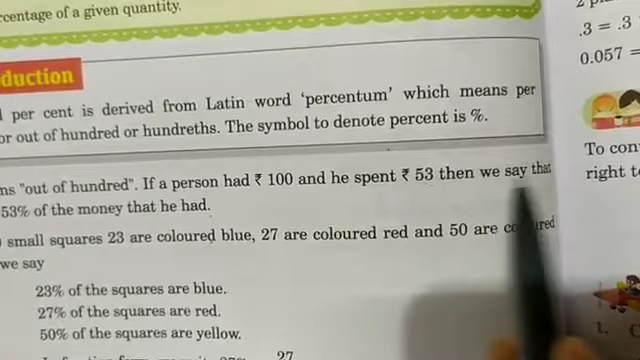 rcentage of a given quantity.
duction
per cent is derived from Latin word 'percentum' which means per
or out of hundred or hundreths. The symbol to denote percent is %.
ns "out of hundred". If a person had ₹ 100 and he spent ₹ 53 then we say that
53% of the money that he had.
small squares 23 are coloured blue, 27 are coloured red and 50 are coloured
we say
23% of the squares are blue.
27% of the squares are red.
50% of the squares are yellow.
27
.3 = .3
0.057 =
To con
right t
1.